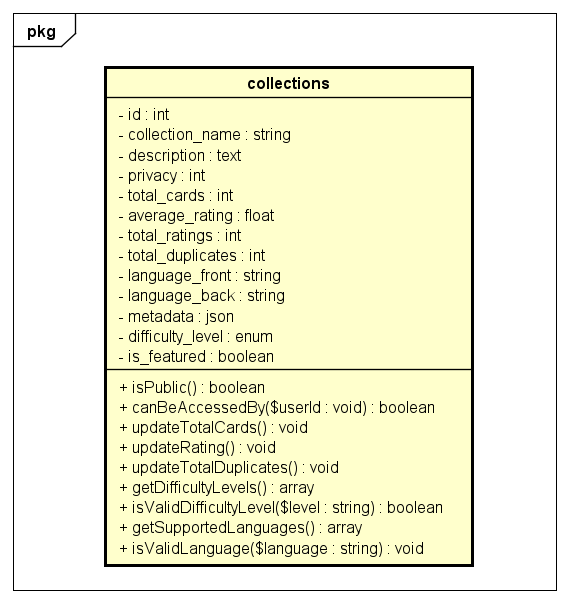 pkg
collections
- id : int
- collection_name : string
- description : text
- privacy : int
- total_cards : int
- average_rating : float
- total_ratings : int
- total_duplicates : int
- language_front : string
- language_back : string
- metadata : json
- difficulty_level : enum
- is_featured : boolean
+ isPublic() : boolean
+ canBeAccessedBy($userId : void) : boolean
+ updateTotalCards() : void
+ updateRating() : void
+ updateTotalDuplicates() : void
+ getDifficultyLevels() : array
+ isValidDifficultyLevel($level : string) : boolean
+ getSupportedLanguages() : array
+ isValidLanguage($language : string) : void